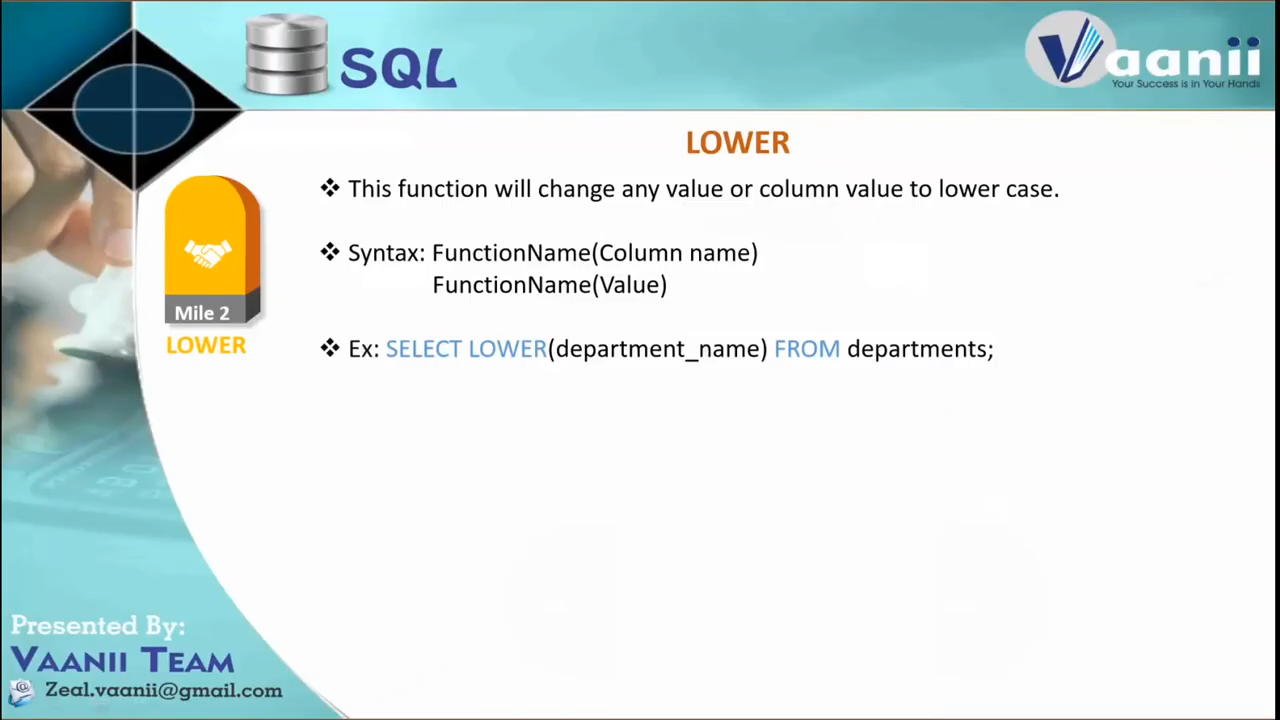 SQL
Vaanii
Your Success is in Your Hands
LOWER
❖ This function will change any value or column value to lower case.
❖ Syntax: FunctionName(Column name)
FunctionName(Value)
Mile 2
LOWER
❖ Ex: SELECT LOWER(department_name) FROM departments;
Presented By:
VAANII TEAM
Zeal.vaanii@gmail.com